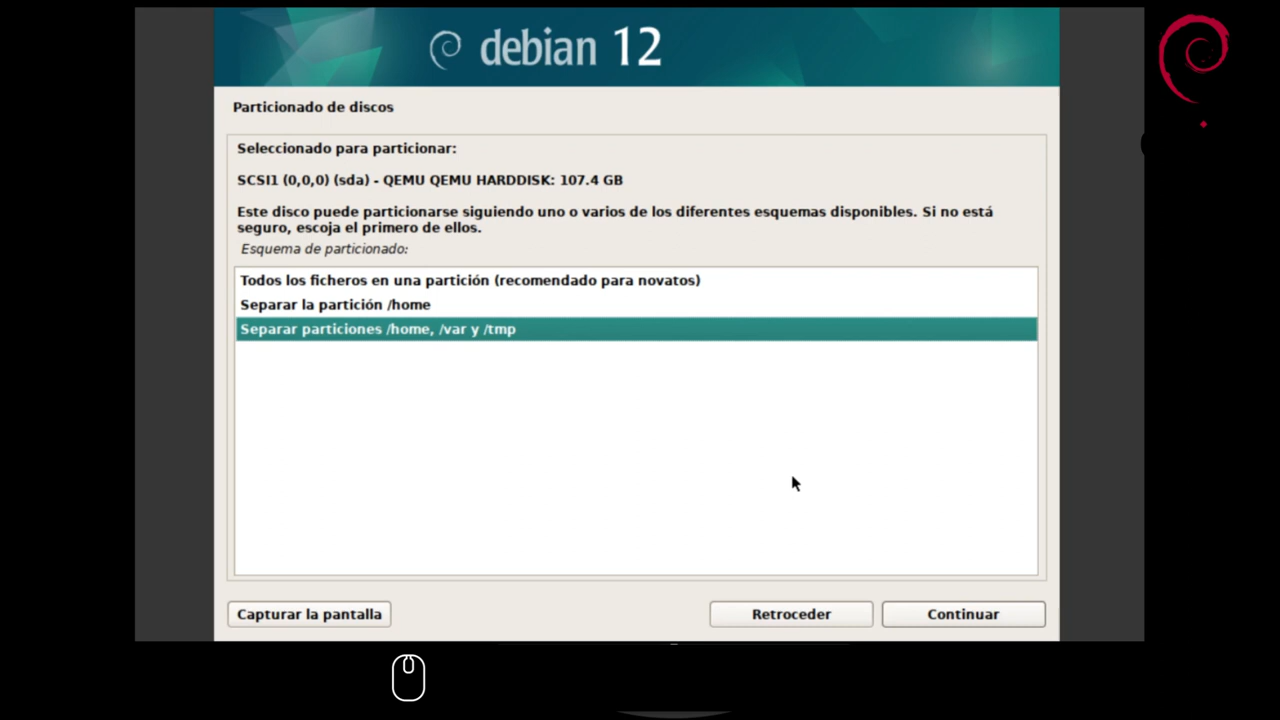 debian 12
Particionado de discos
Seleccionado para particionar:
SCSI1 (0,0,0) (sda) - QEMU QEMU HARDDISK: 107.4 GB
Este disco puede particionarse siguiendo uno o varios de los diferentes esquemas disponibles. Si no está
seguro, escoja el primero de ellos.
Esquema de particionado:
Todos los ficheros en una partición (recomendado para novatos)
Separar la partición /home
Separar particiones /home, /var y /tmp
Capturar la pantalla
Retroceder
Continuar